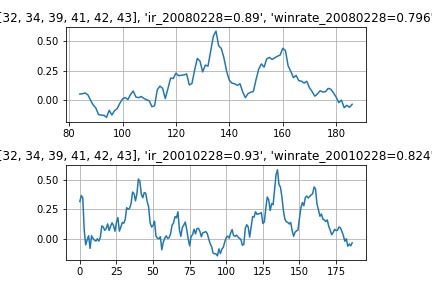 [32, 34, 39, 41, 42, 43], 'ir_20080228=0.89', 'winrate_20080228=0.796'
0.50
0.25
0.00
80 100 120 140 160 180
[32, 34, 39, 41, 42, 43], 'ir_20010228=0.93', 'winrate_20010228=0.824'
0.50
0.25
0.00
0 25 50 75 100 125 150 175